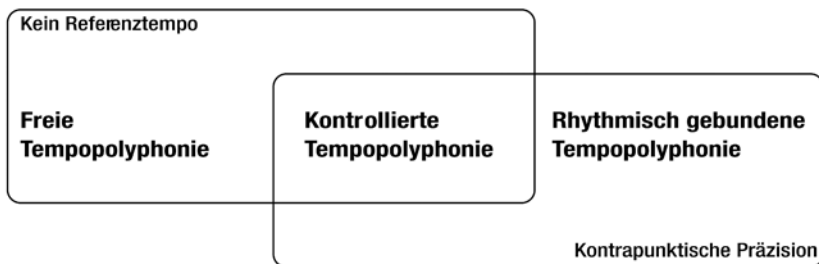 Kein Referenztempo
Freie
Tempopolyphonie
Kontrollierte
Tempopolyphonie
Rhythmisch gebundene
Tempopolyphonie
Kontrapunktische Präzision